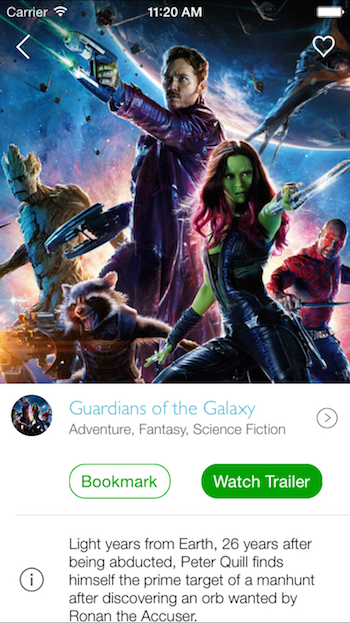 Carrier 11:20 AM
Guardians of the Galaxy
Adventure, Fantasy, Science Fiction
Bookmark Watch Trailer
Light years from Earth, 26 years after
being abducted, Peter Quill finds
himself the prime target of a manhunt
after discovering an orb wanted by
Ronan the Accuser.